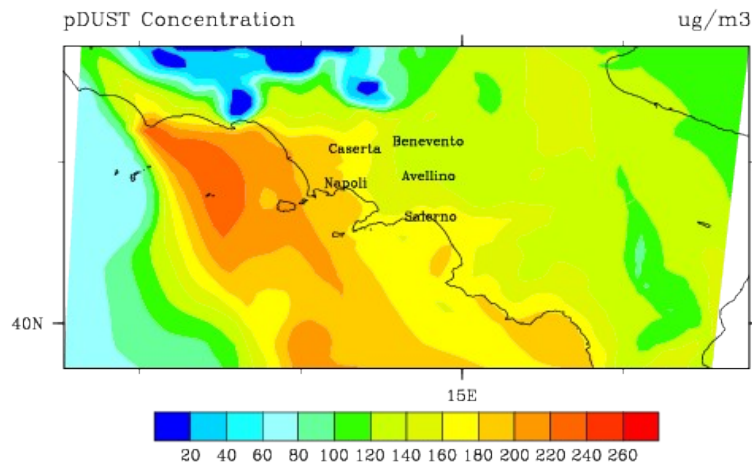 pDUST Concentration ug/m3
Benevento
Caserta
Avellino
Napoli
Salerno
40N
15E
20 40 60 80 100 120 140 160 180 200 220 240 260